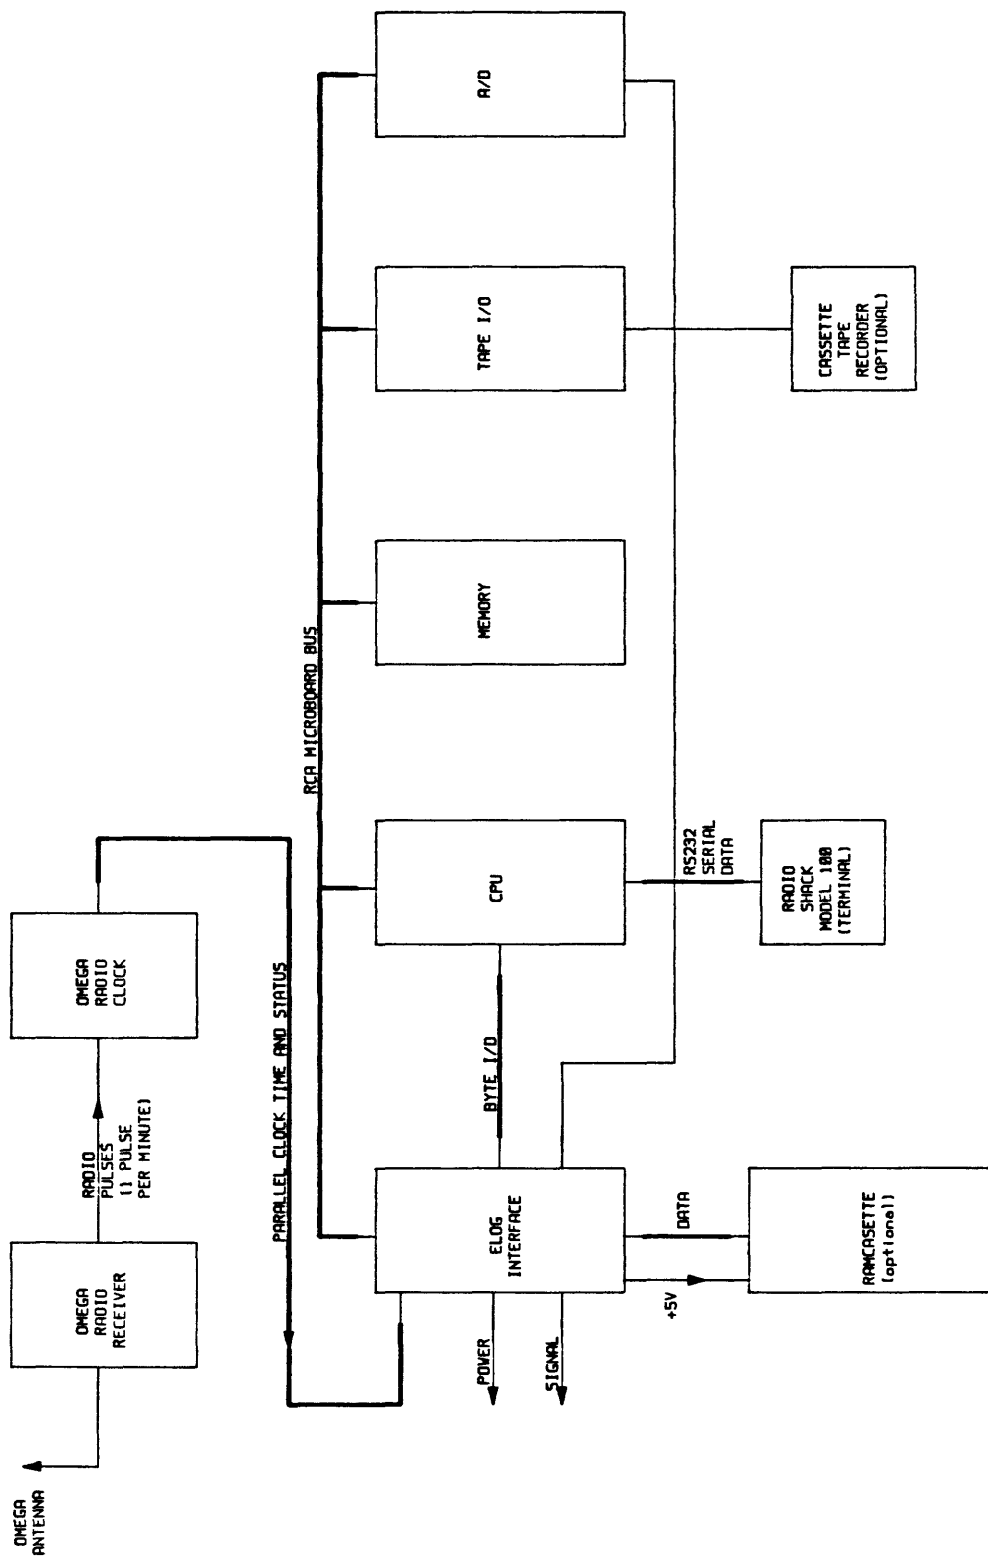 OMEGA
ANTENNA
OMEGA
RADIO
RECEIVER
RADIO
PULSES
(1 PULSE
PER MINUTE)
OMEGA
RADIO
CLOCK
PARALLEL CLOCK TIME AND STATUS
RCA MICROBOARD BUS
ELOG
INTERFACE
BYTE I/O
CPU
MEMORY
TAPE I/O
A/D
POWER
SIGNAL
+5V
DATA
RS232
SERIAL
DATA
RAMCASETTE
(optional)
RADIO
SHACK
MODEL 100
(TERMINAL)
CASSETTE
TAPE
RECORDER
(OPTIONAL)